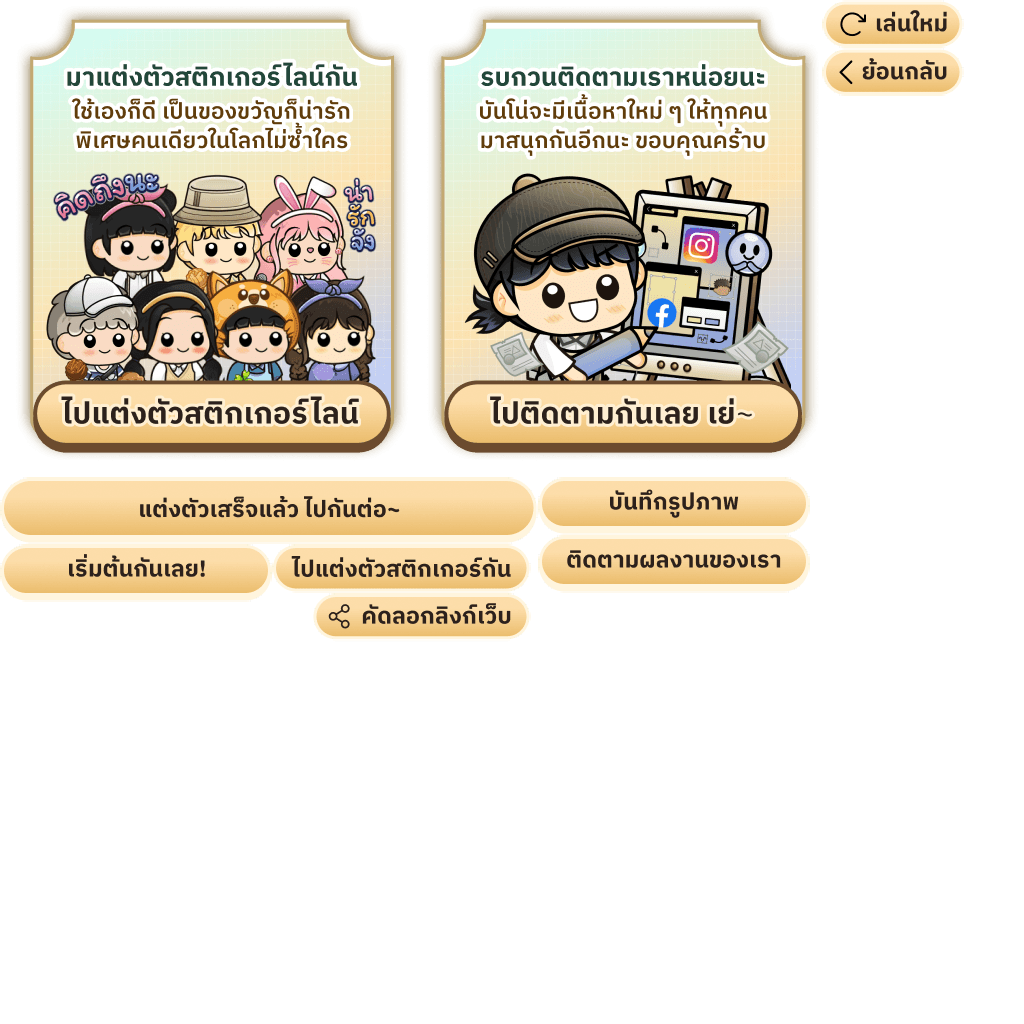 มาแต่งตัวสติกเกอร์ไลน์กัน
ใช้เองก็ดี เป็นของขวัญก็น่ารัก
พิเศษคนเดียวในโลกไม่ซ้ำใคร
คิดถึงนะ
น่า
รัก
จัง
ไปแต่งตัวสติกเกอร์ไลน์
รบกวนติดตามเราหน่อยนะ
บันโน่จะมีเนื้อหาใหม่ ๆ ให้ทุกคน
มาสนุกกันอีกนะ ขอบคุณคร้าบ
ไปติดตามกันเลย เย่~
เล่นใหม่
ย้อนกลับ
แต่งตัวเสร็จแล้ว ไปกันต่อ~
บันทึกรูปภาพ
เริ่มต้นกันเลย!
ไปแต่งตัวสติกเกอร์กัน
ติดตามผลงานของเรา
คัดลอกลิงก์เว็บ